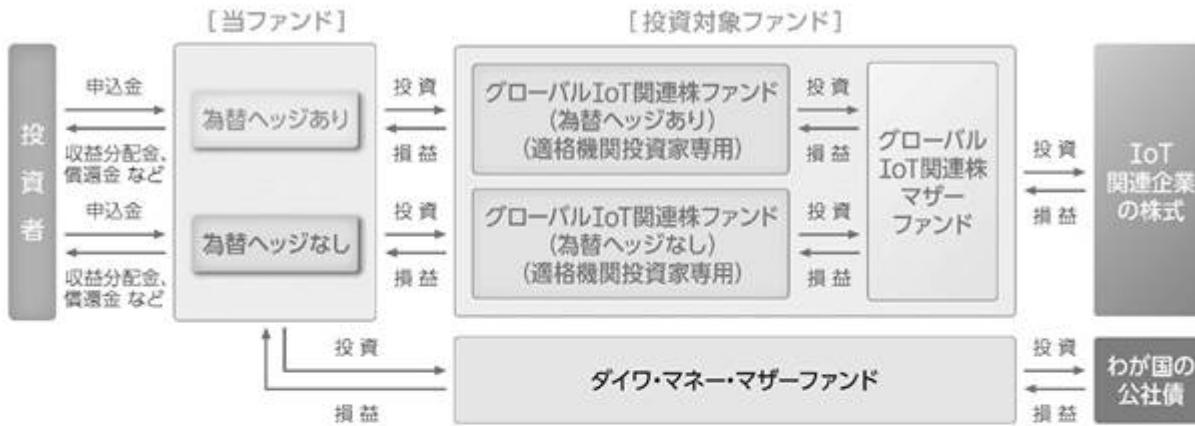 [当ファンド]
[投資対象ファンド]
投資者
申込金
収益分配金、
償還金 など
申込金
収益分配金、
償還金 など
為替ヘッジあり
為替ヘッジなし
投資
損益
投資
損益
グローバルIoT関連株ファンド
(為替ヘッジあり)
(適格機関投資家専用)
グローバルIoT関連株ファンド
(為替ヘッジなし)
(適格機関投資家専用)
投資
損益
投資
損益
グローバル
IoT関連株
マザー
ファンド
投資
損益
IoT
関連企業
の株式
投資
損益
ダイワ・マネー・マザーファンド
投資
損益
わが国の
公社債